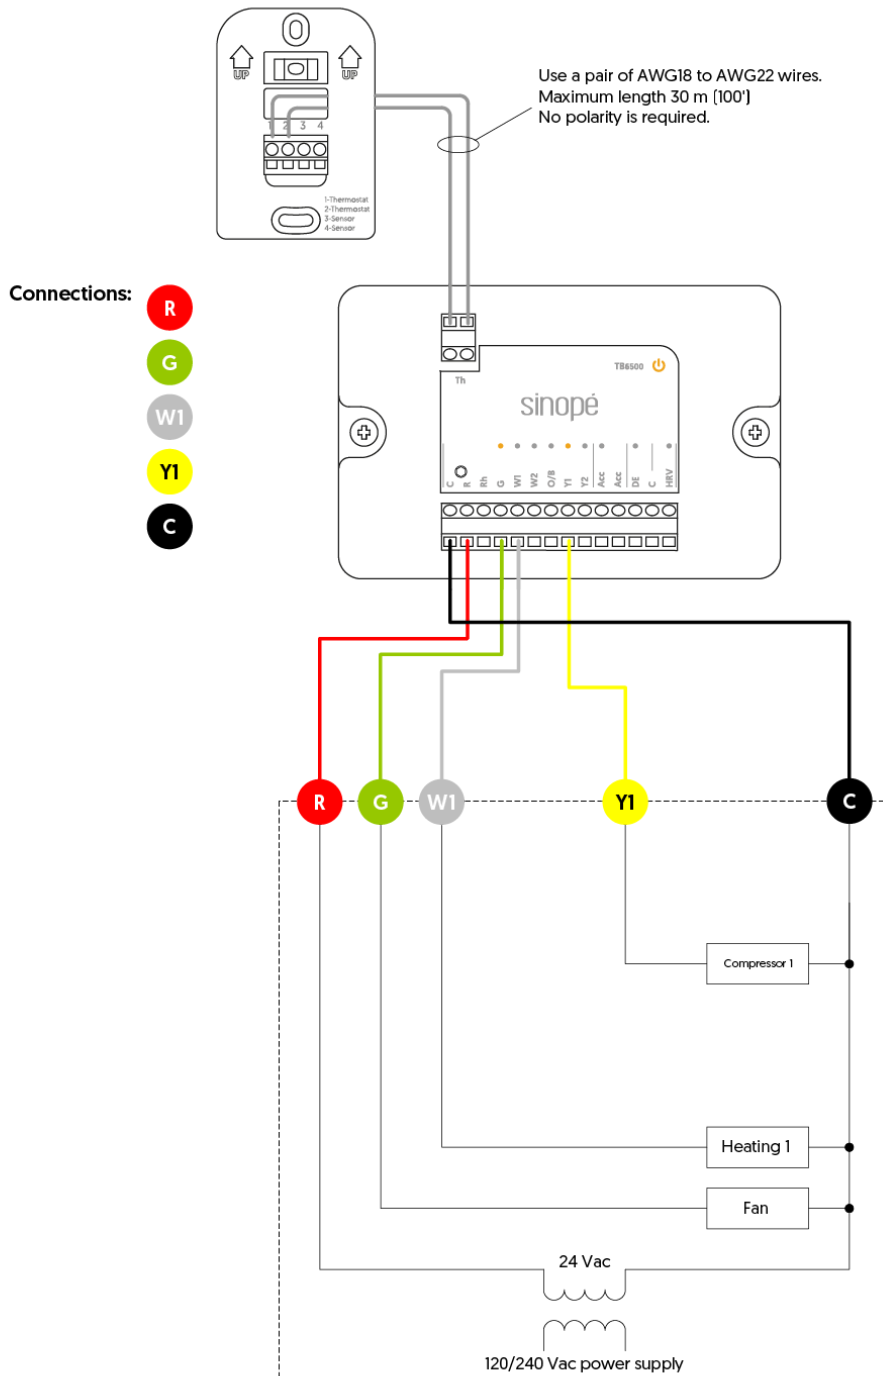 UP
UP
1 2 3 4
1-Thermostat
2-Thermostat
3-Sensor
4-Sensor
Use a pair of AWG18 to AWG22 wires.
Maximum length 30 m (100')
No polarity is required.
Connections:
R
G
W1
Y1
C
Th
TB6500
sinopé
C
R
Rh
G
W1
W2
O/B
Y1
Y2
Acc
Acc
DE
C
HRV
R
G
W1
Y1
C
Compressor 1
Heating 1
Fan
24 Vac
120/240 Vac power supply